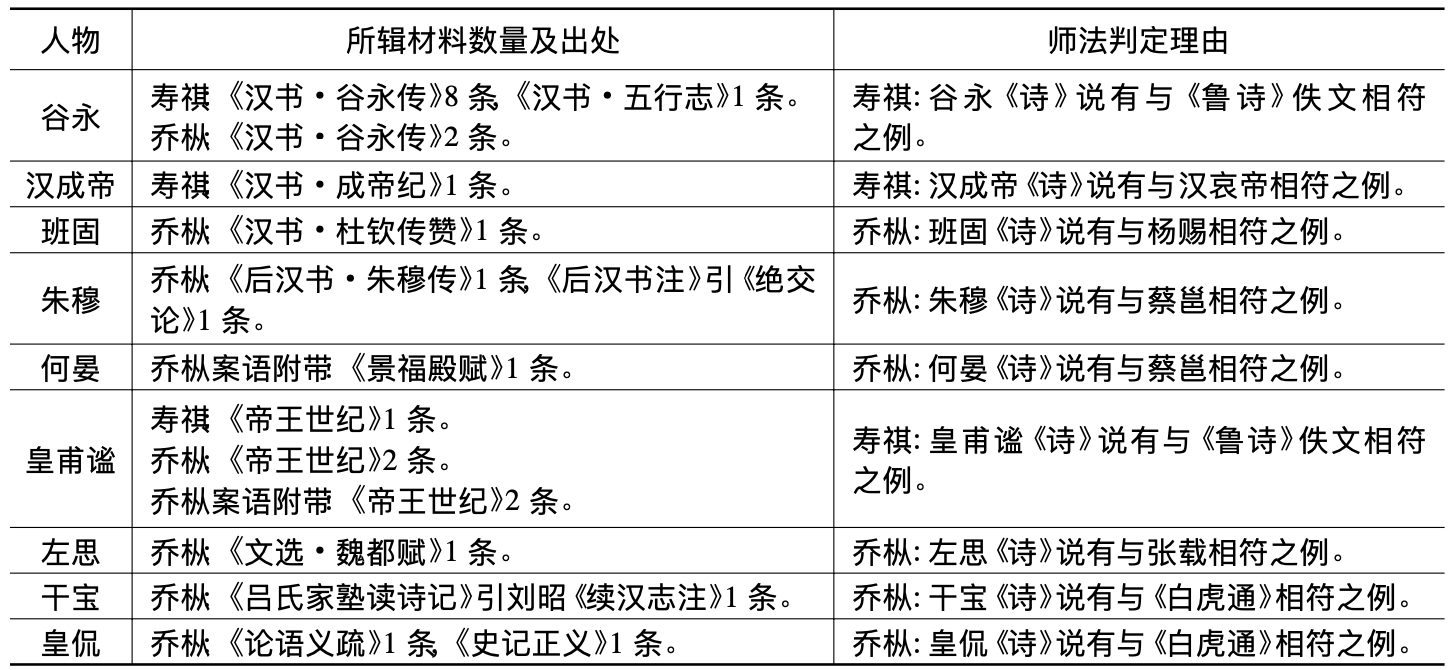 人物 所辑材料数量及出处 师法判定理由
谷永 寿祺:《汉书·谷永传》8条,《汉书·五行志》1条。
乔枞:《汉书·谷永传》2条。
寿祺:谷永《诗》说有与《鲁诗》佚文相符
之例。
汉成帝 寿祺:《汉书·成帝纪》1条。 寿祺:汉成帝《诗》说有与汉哀帝相符之例。
班固 乔枞:《汉书·杜钦传赞》1条。 乔枞:班固《诗》说有与杨赐相符之例。
朱穆 乔枞:《后汉书·朱穆传》1条,《后汉书注》引《绝交
论》1条。
乔枞:朱穆《诗》说有与蔡邕相符之例。
何晏 乔枞案语附带:《景福殿赋》1条。 乔枞:何晏《诗》说有与蔡邕相符之例。
皇甫谧 寿祺:《帝王世纪》1条。
乔枞:《帝王世纪》2条。
乔枞案语附带:《帝王世纪》2条。
寿祺:皇甫谧《诗》说有与《鲁诗》佚文相符
之例。
左思 乔枞:《文选·魏都赋》1条。 乔枞:左思《诗》说有与张载相符之例。
干宝 乔枞:《吕氏家塾读诗记》引刘昭《续汉志注》1条。 乔枞:干宝《诗》说有与《白虎通》相符之例。
皇侃 乔枞:《论语义疏》1条,《史记正义》1条。 乔枞:皇侃《诗》说有与《白虎通》相符之例。